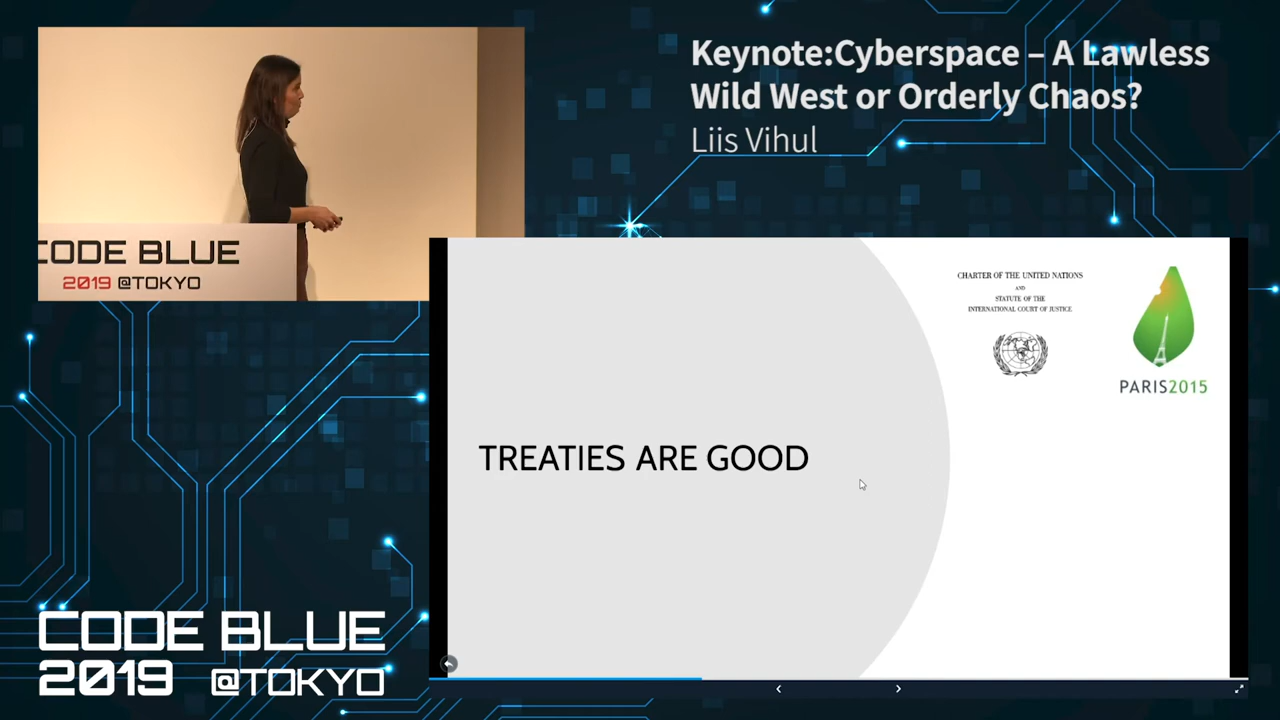 Keynote:Cyberspace – A Lawless
Wild West or Orderly Chaos?
Liis Vihul
CODE BLUE
2019 @TOKYO
CHARTER OF THE UNITED NATIONS
AND
STATUTE OF THE
INTERNATIONAL COURT OF JUSTICE
PARIS2015
TREATIES ARE GOOD
CODE BLUE
2019 @TOKYO